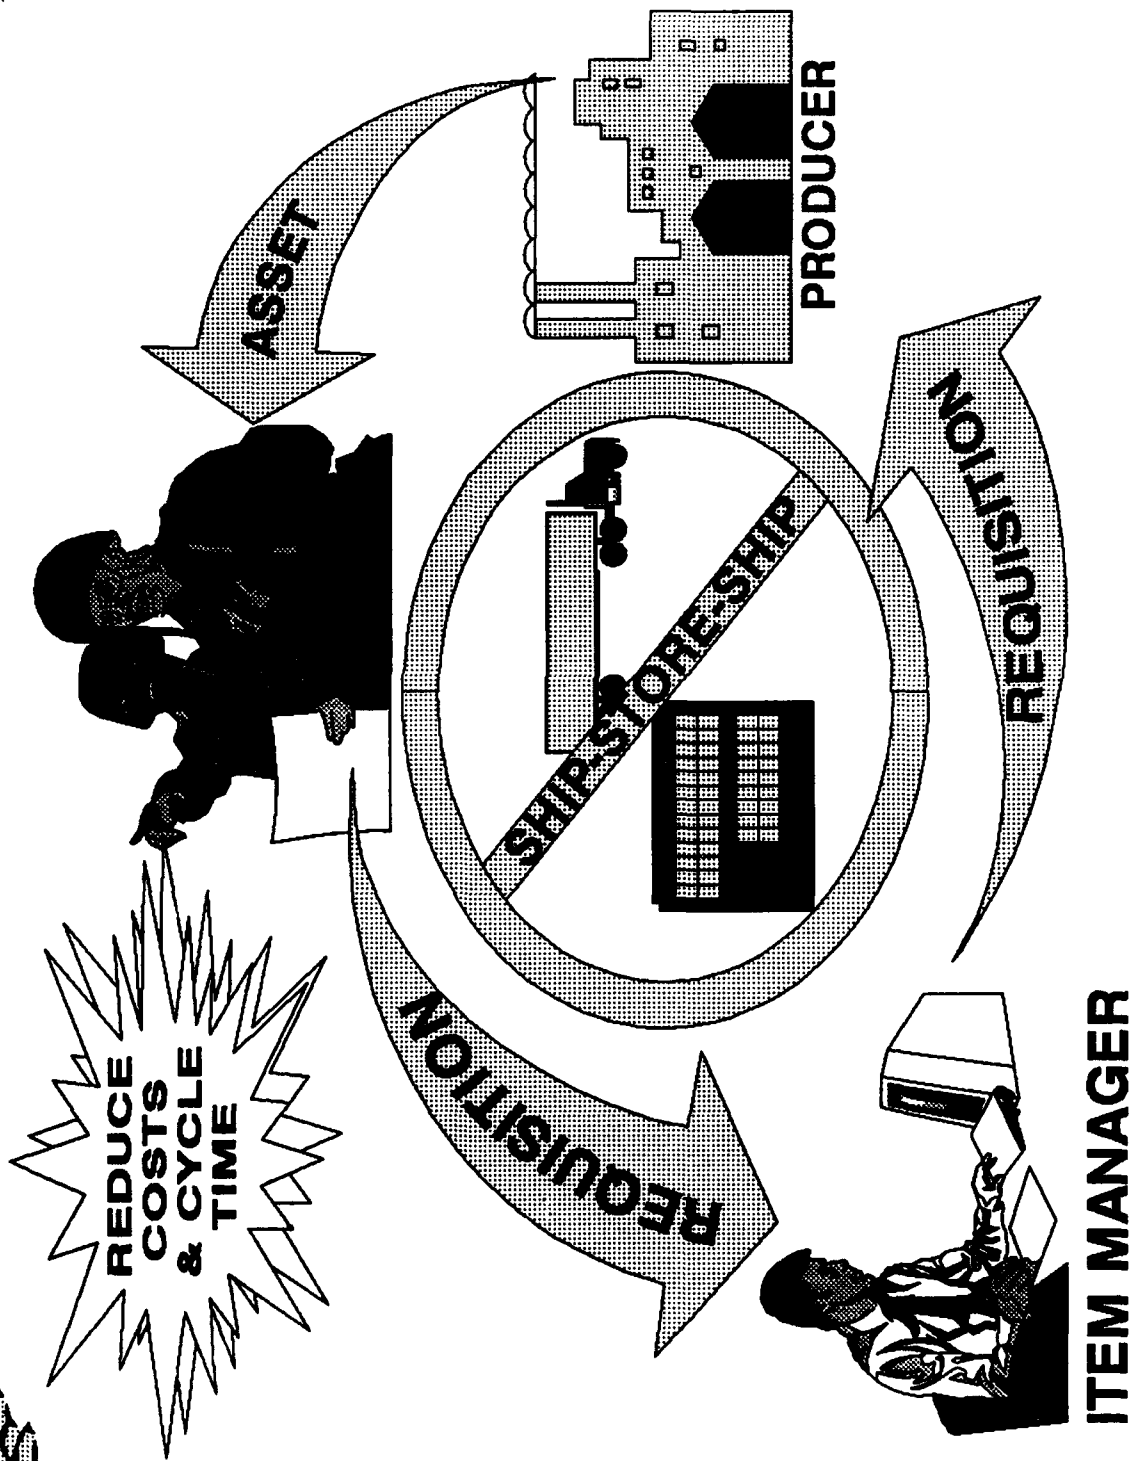 REDUCE
COSTS
& CYCLE
TIME
ASSET
REQUISITION
SHIP-STORE-SHIP
PRODUCER
REQUISITION
ITEM MANAGER